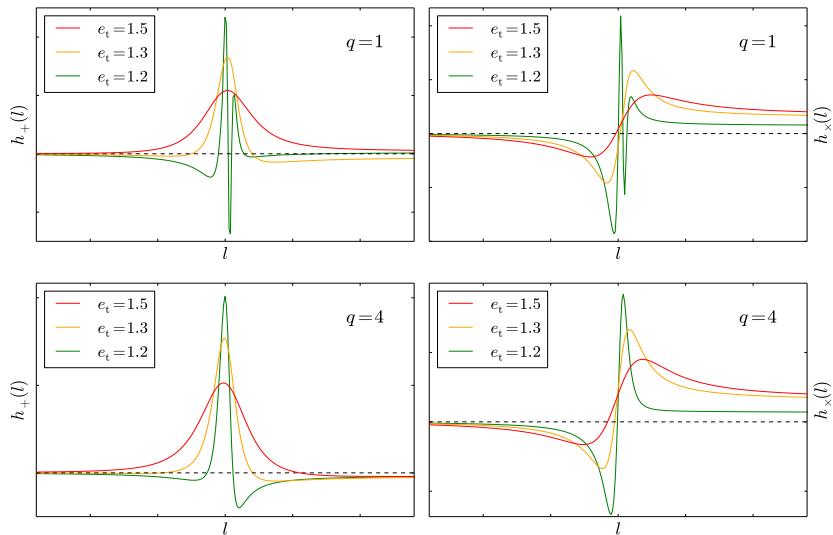 e_t=1.5
e_t=1.3
e_t=1.2
q=1
h_+(l)
l
e_t=1.5
e_t=1.3
e_t=1.2
q=1
h_×(l)
l
e_t=1.5
e_t=1.3
e_t=1.2
q=4
h_+(l)
l
e_t=1.5
e_t=1.3
e_t=1.2
q=4
h_×(l)
l